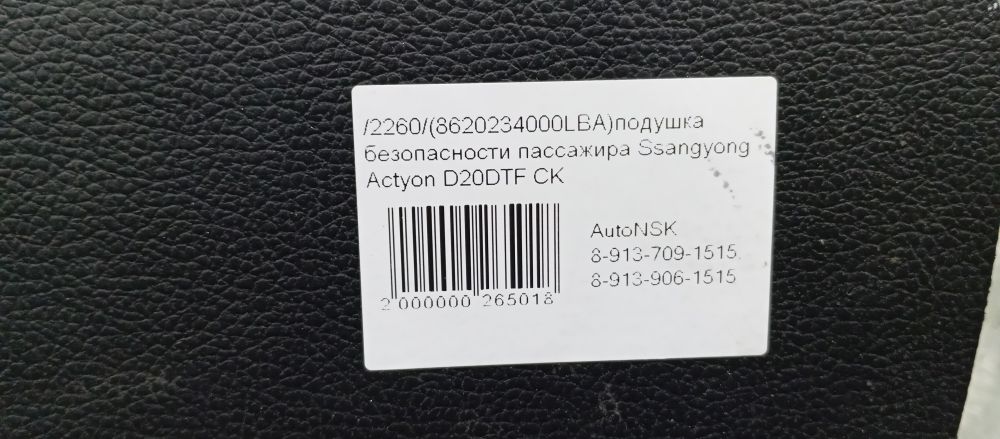 /2260/(8620234000LBA)подушка
безопасности пассажира Ssangyong
Actyon D20DTF CK
AutoNSK
8-913-709-1515,
8-913-906-1515
2 000000 265018